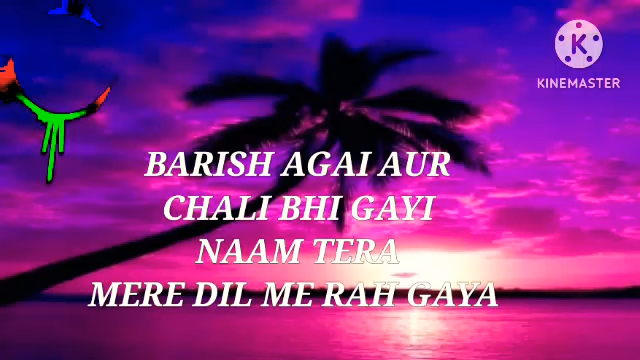 K
KINEMASTER
BARISH AGAI AUR
CHALI BHI GAYI
NAAM TERA
MERE DIL ME RAH GAYA